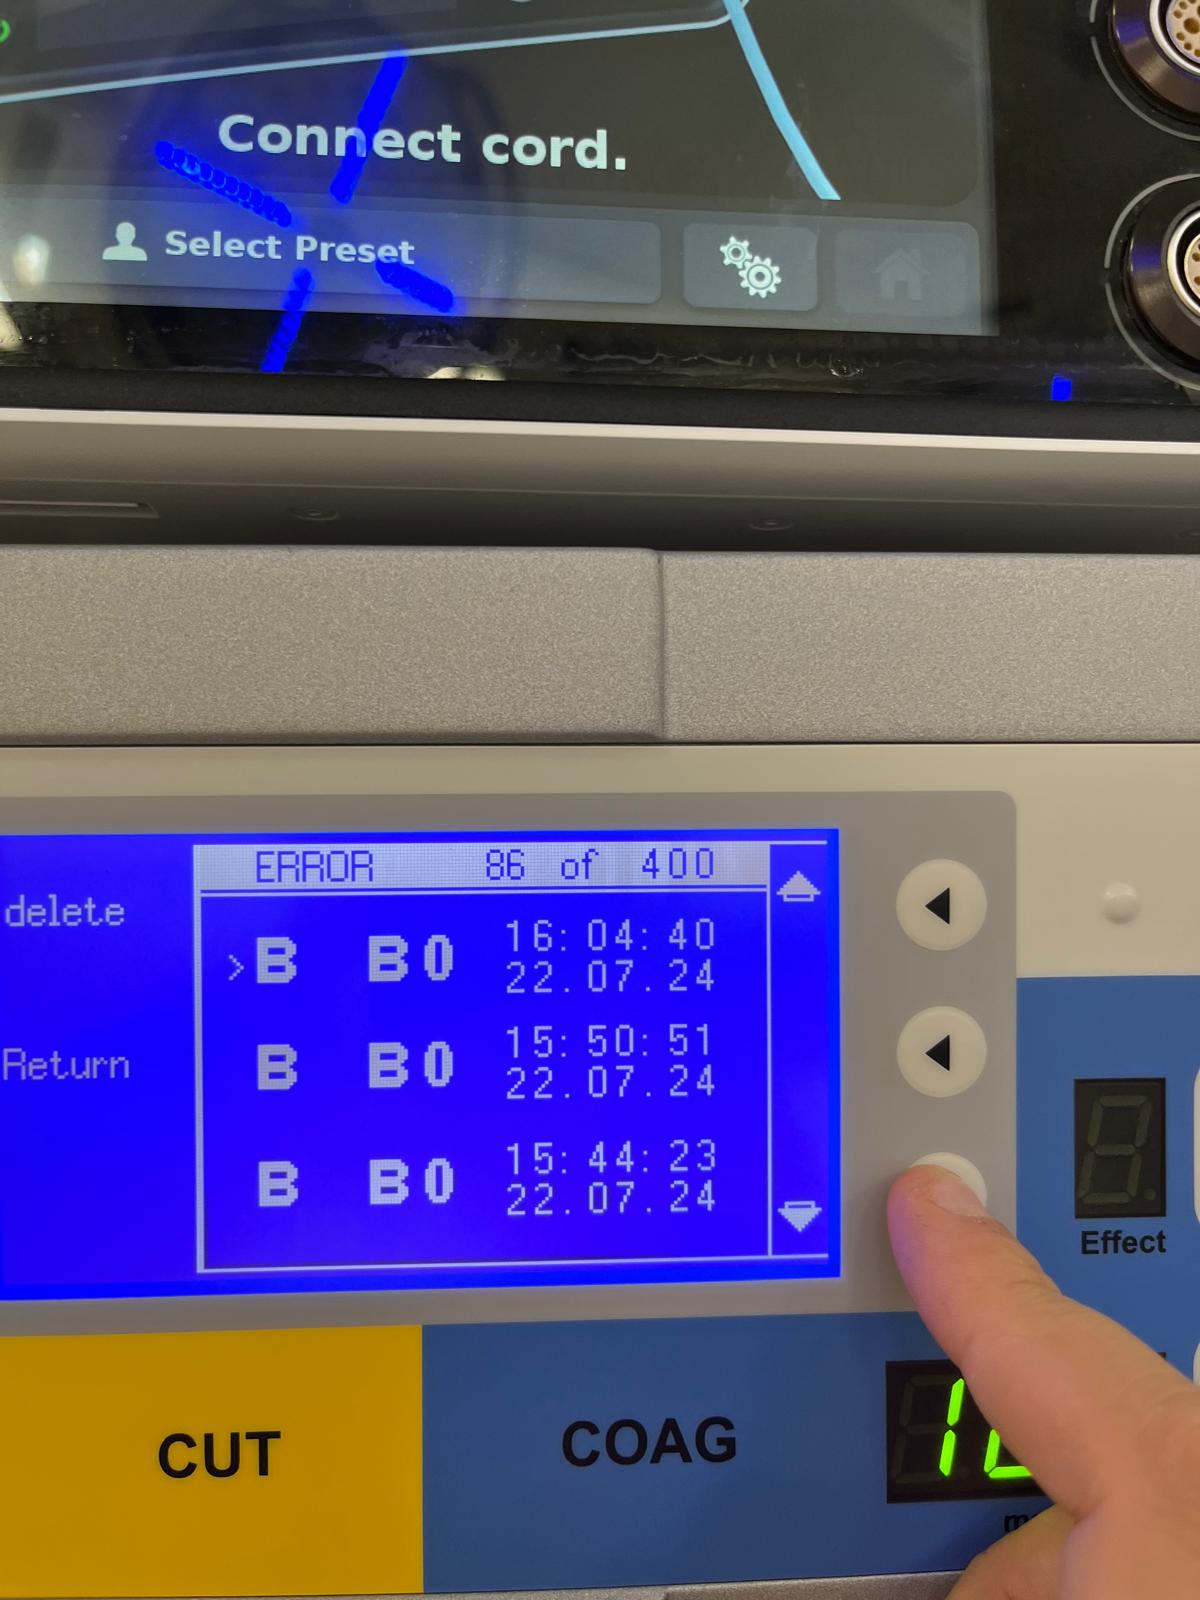 Connect cord.
Select Preset
ERROR 86 of 400
delete
> B B0 16:04:40
22.07.24
Return
B B0 15:50:51
22.07.24
B B0 15:44:23
22.07.24
Effect
CUT
COAG